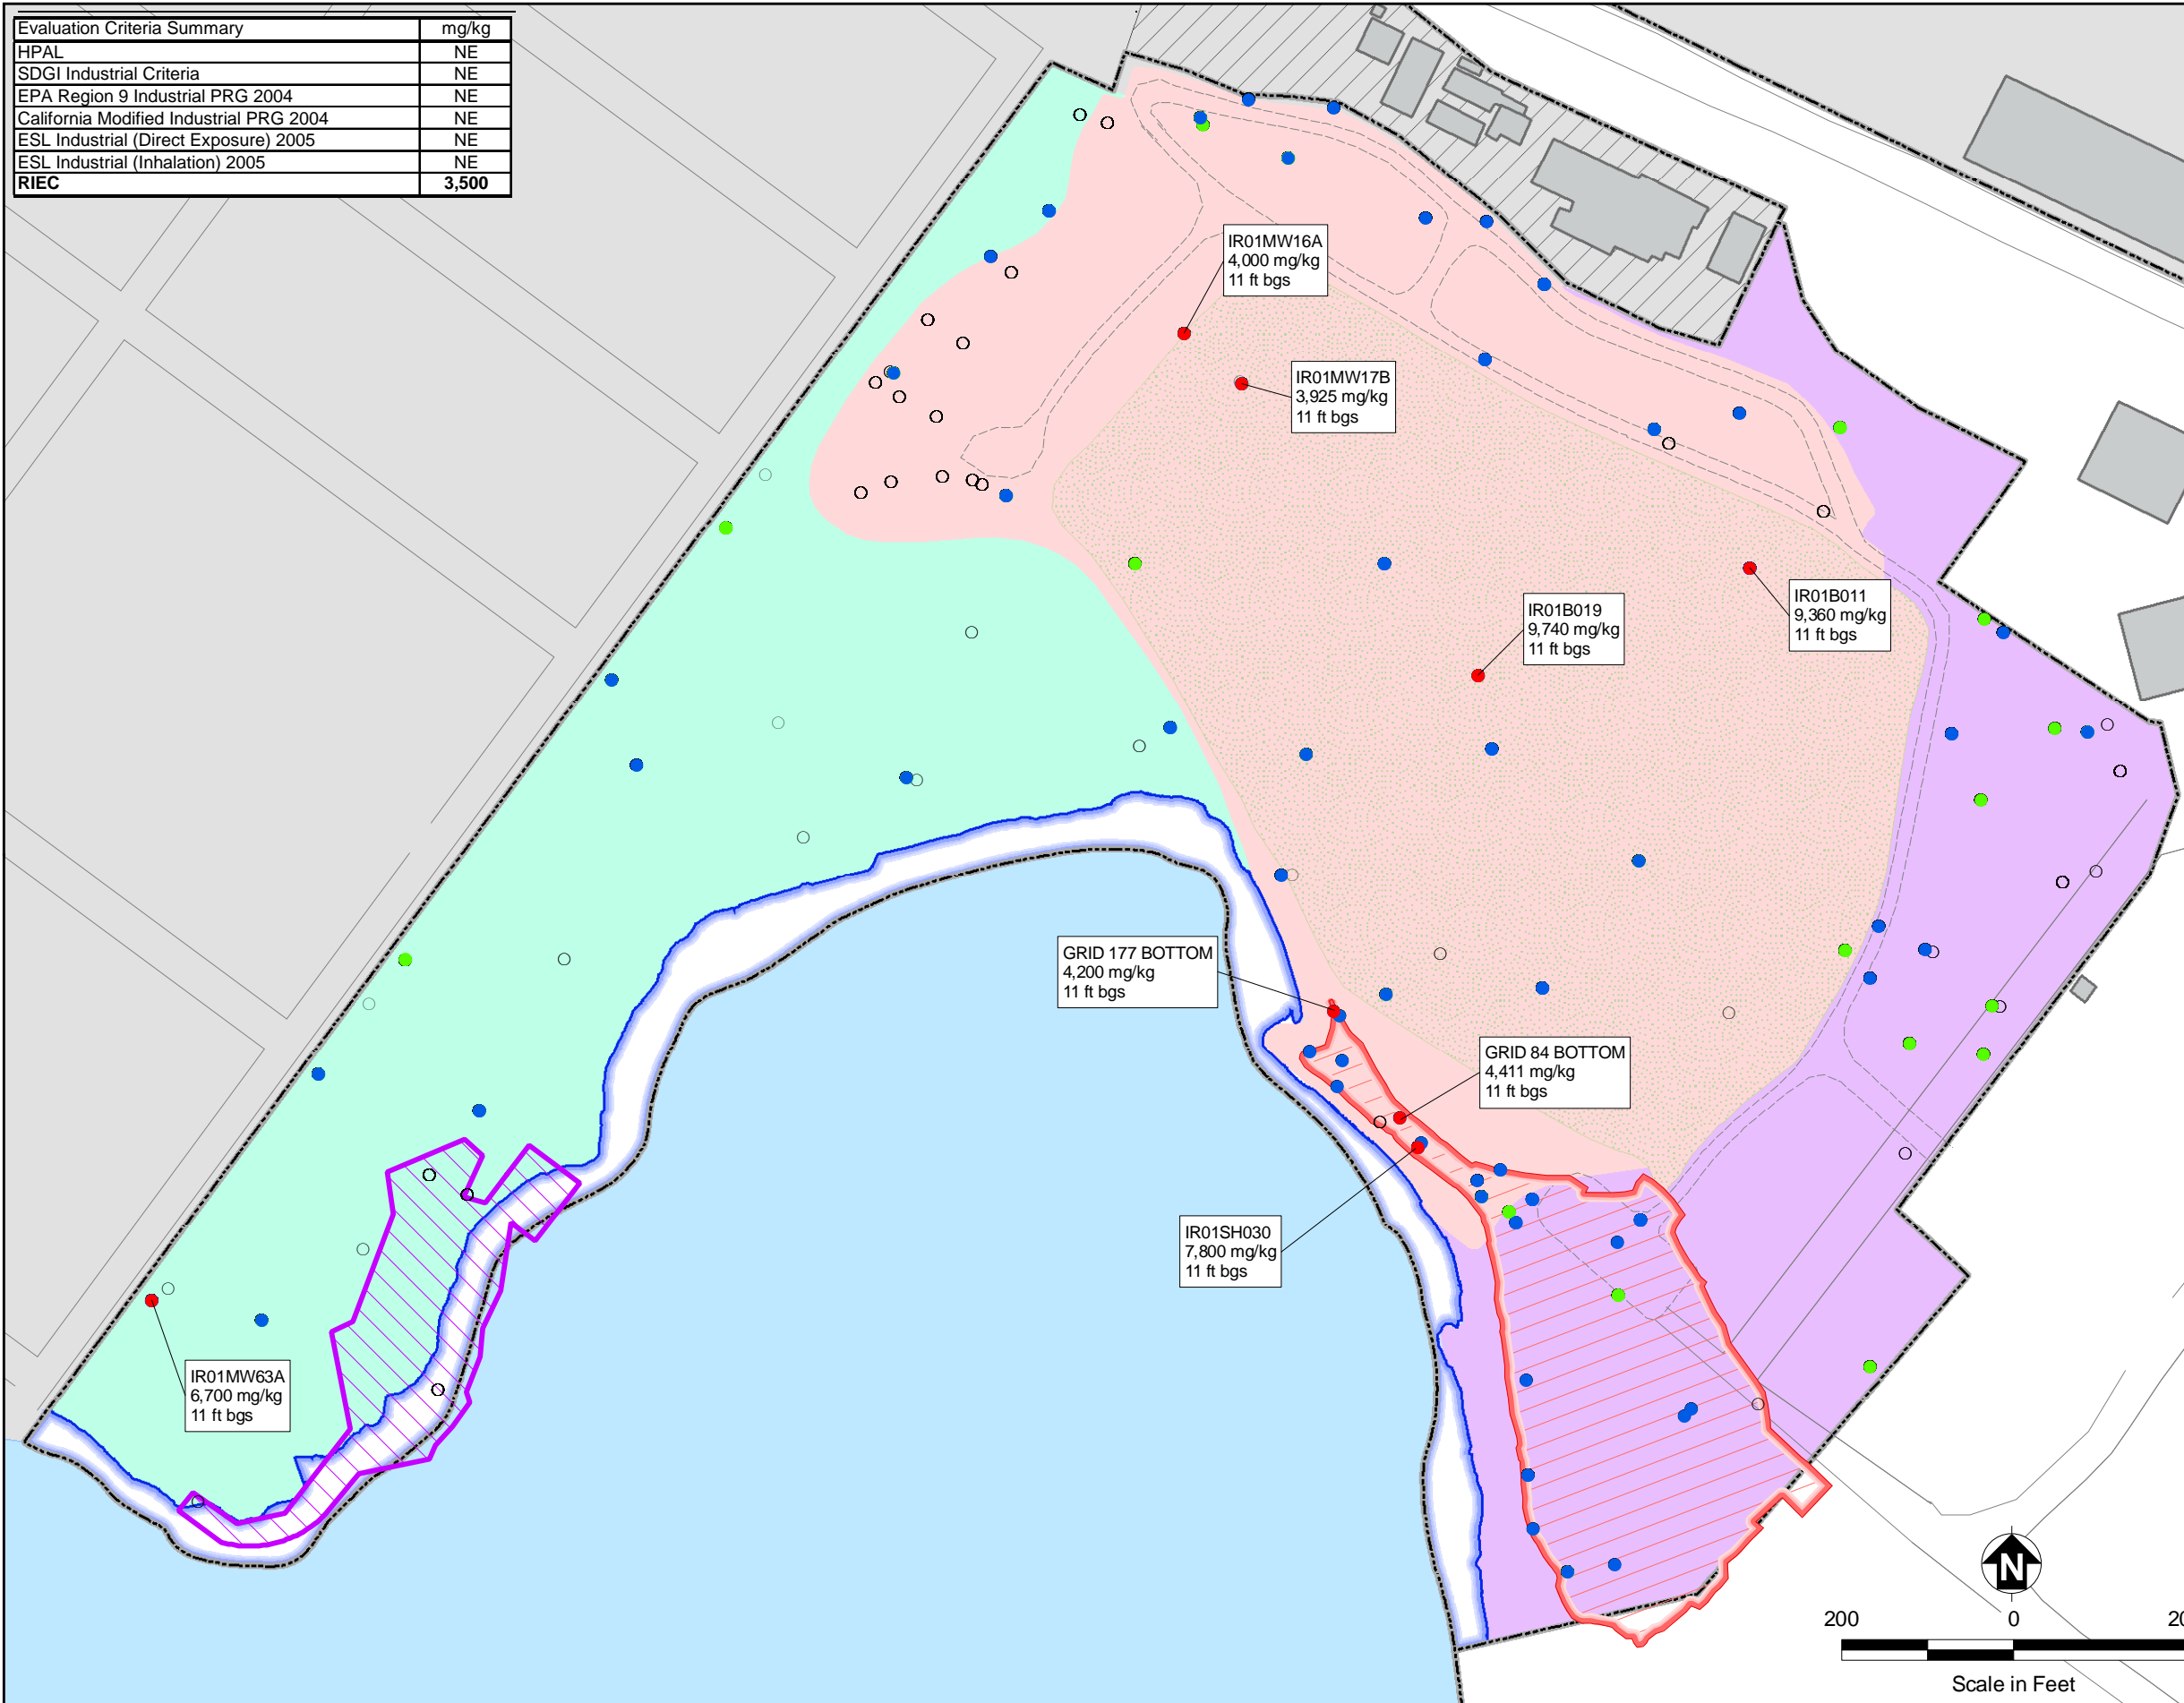 Evaluation Criteria Summary mg/kg
HPAL NE
SDGI Industrial Criteria NE
EPA Region 9 Industrial PRG 2004 NE
California Modified Industrial PRG 2004 NE
ESL Industrial (Direct Exposure) 2005 NE
ESL Industrial (Inhalation) 2005 NE
RIEC 3,500
IR01MW16A
4,000 mg/kg
11 ft bgs
IR01MW17B
3,925 mg/kg
11 ft bgs
IR01B019
9,740 mg/kg
11 ft bgs
IR01B011
9,360 mg/kg
11 ft bgs
GRID 177 BOTTOM
4,200 mg/kg
11 ft bgs
GRID 84 BOTTOM
4,411 mg/kg
11 ft bgs
IR01SH030
7,800 mg/kg
11 ft bgs
IR01MW63A
6,700 mg/kg
11 ft bgs
N
200 0 20
Scale in Feet